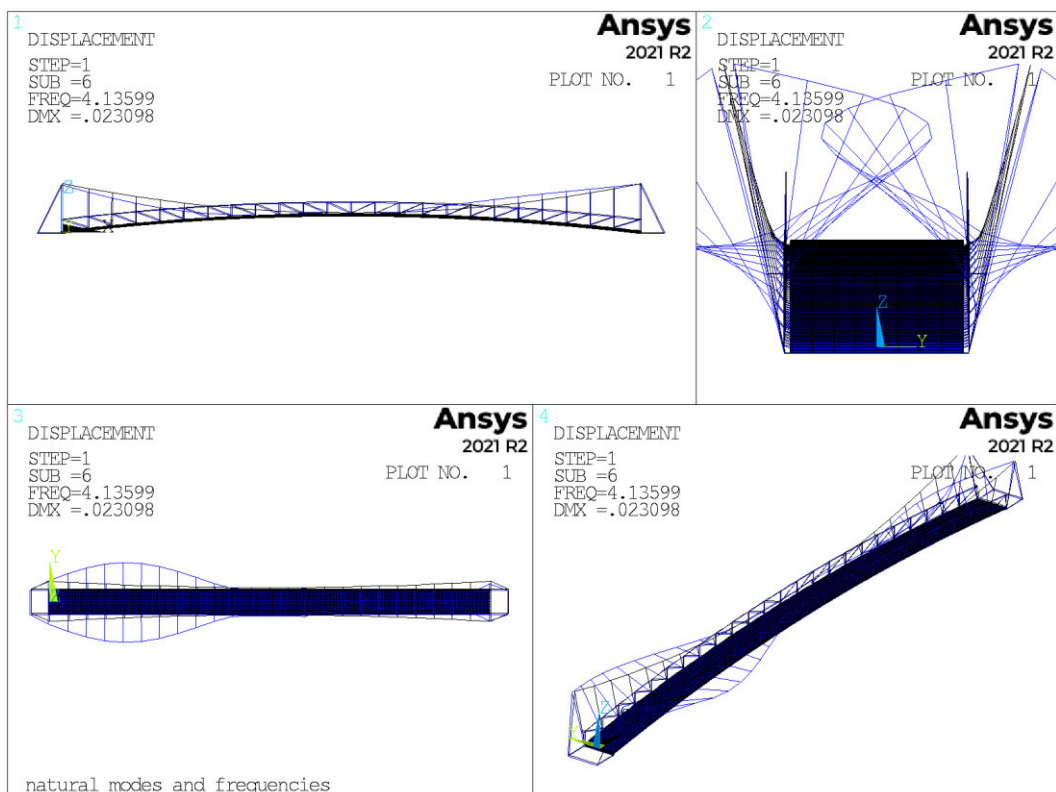 1
Ansys
2021 R2
DISPLACEMENT
STEP=1
SUB =6
FREQ=4.13599
DMX =.023098
PLOT NO. 1
Z
X
2
Ansys
2021 R2
DISPLACEMENT
STEP=1
SUB =6
FREQ=4.13599
DMX =.023098
PLOT NO. 1
Z
Y
3
Ansys
2021 R2
DISPLACEMENT
STEP=1
SUB =6
FREQ=4.13599
DMX =.023098
PLOT NO. 1
Y
Z
natural modes and frequencies
4
Ansys
2021 R2
DISPLACEMENT
STEP=1
SUB =6
FREQ=4.13599
DMX =.023098
PLOT NO. 1
Z
Y